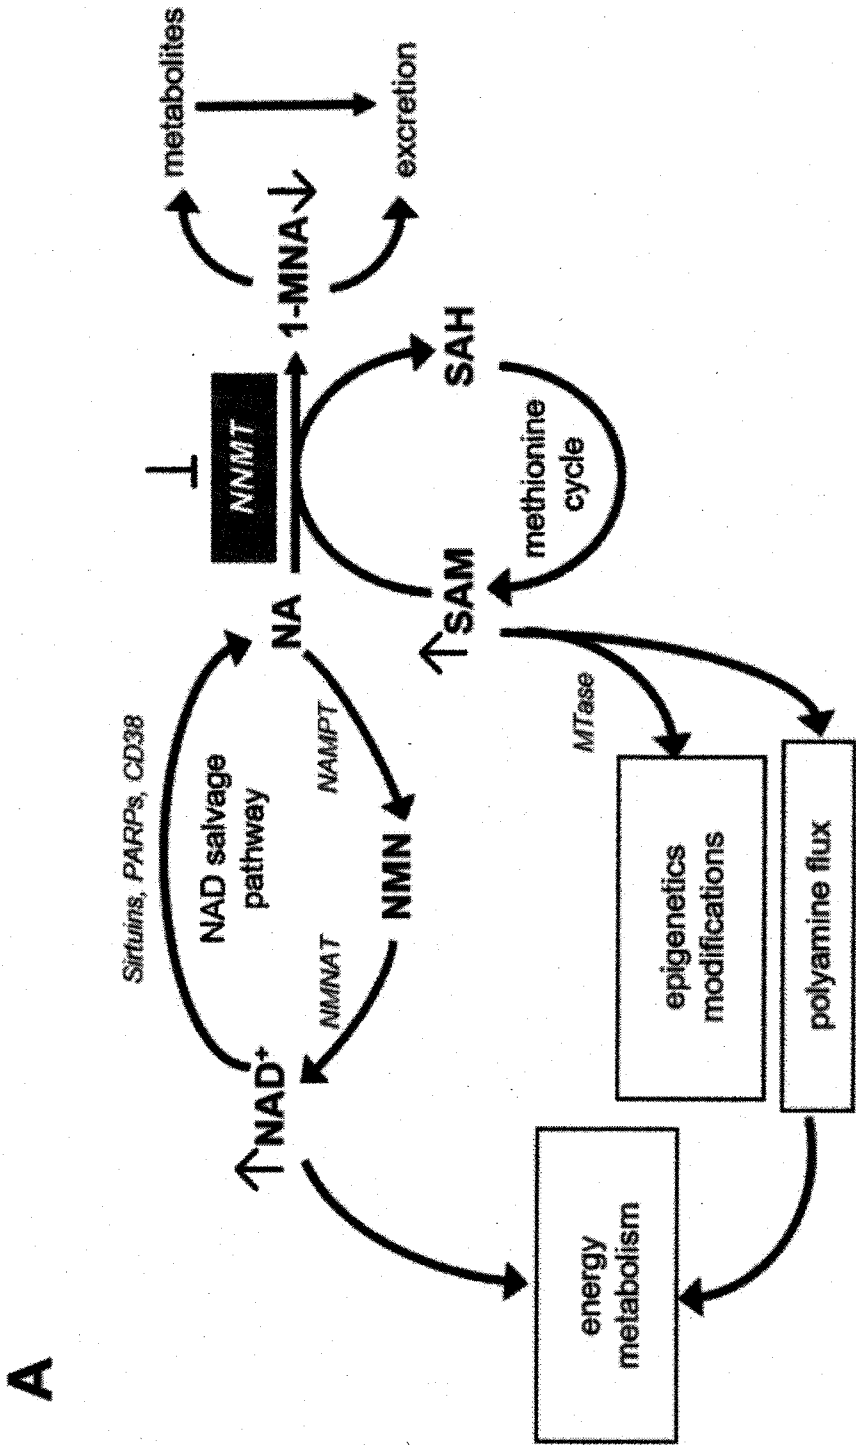 A
Sirtuins, PARPs, CD38
NAD salvage
pathway
↑NAD⁺
NMNAT
NMN
NAMPT
NA
NNMT
1-MNA↓
metabolites
excretion
↑SAM
SAH
methionine
cycle
MTase
epigenetics
modifications
polyamine flux
energy
metabolism